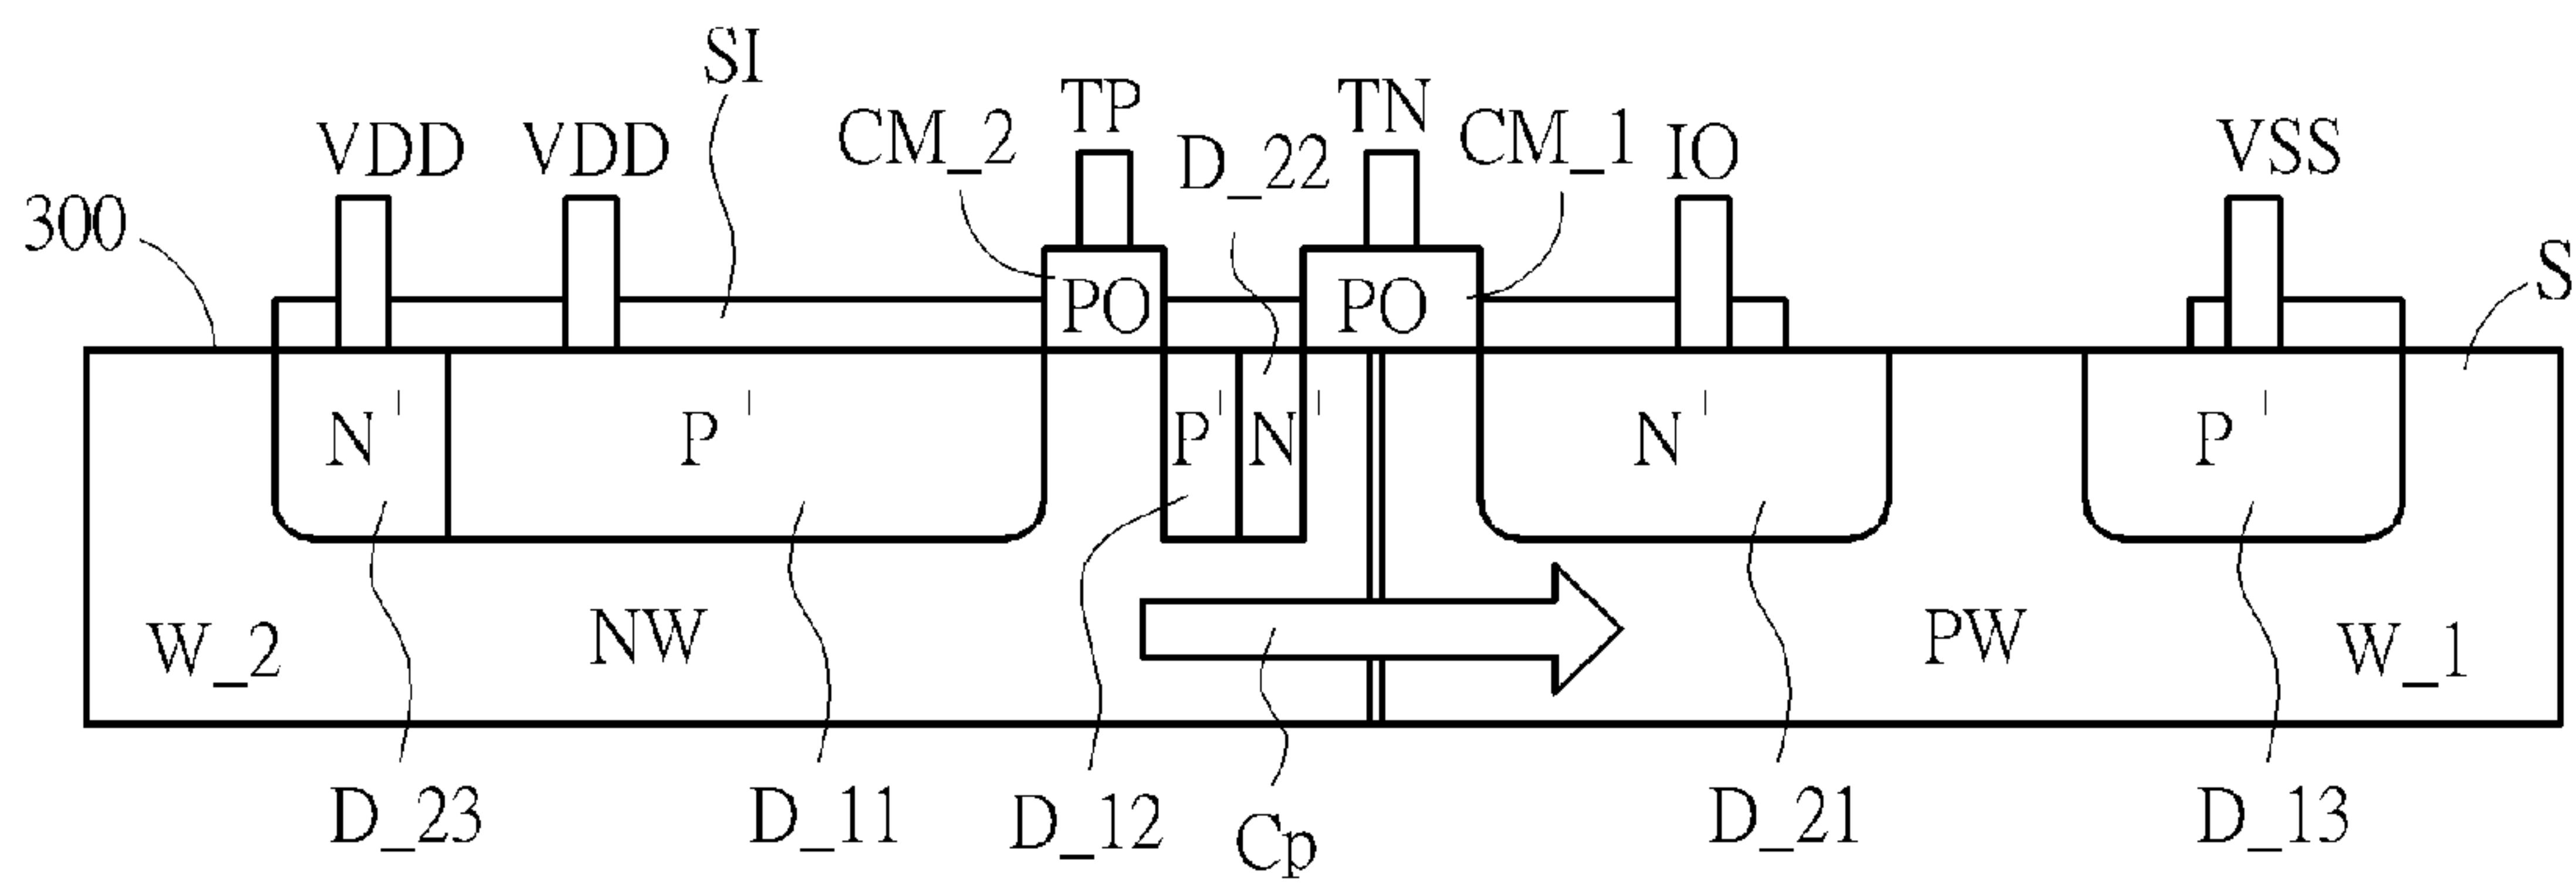 SI
TP
TN
CM_2
D_22
CM_1
VDD
VDD
IO
VSS
300
S
PO
PO
N+
P+
P+
N+
N+
P+
W_2
NW
PW
W_1
D_23
D_11
D_12
Cp
D_21
D_13